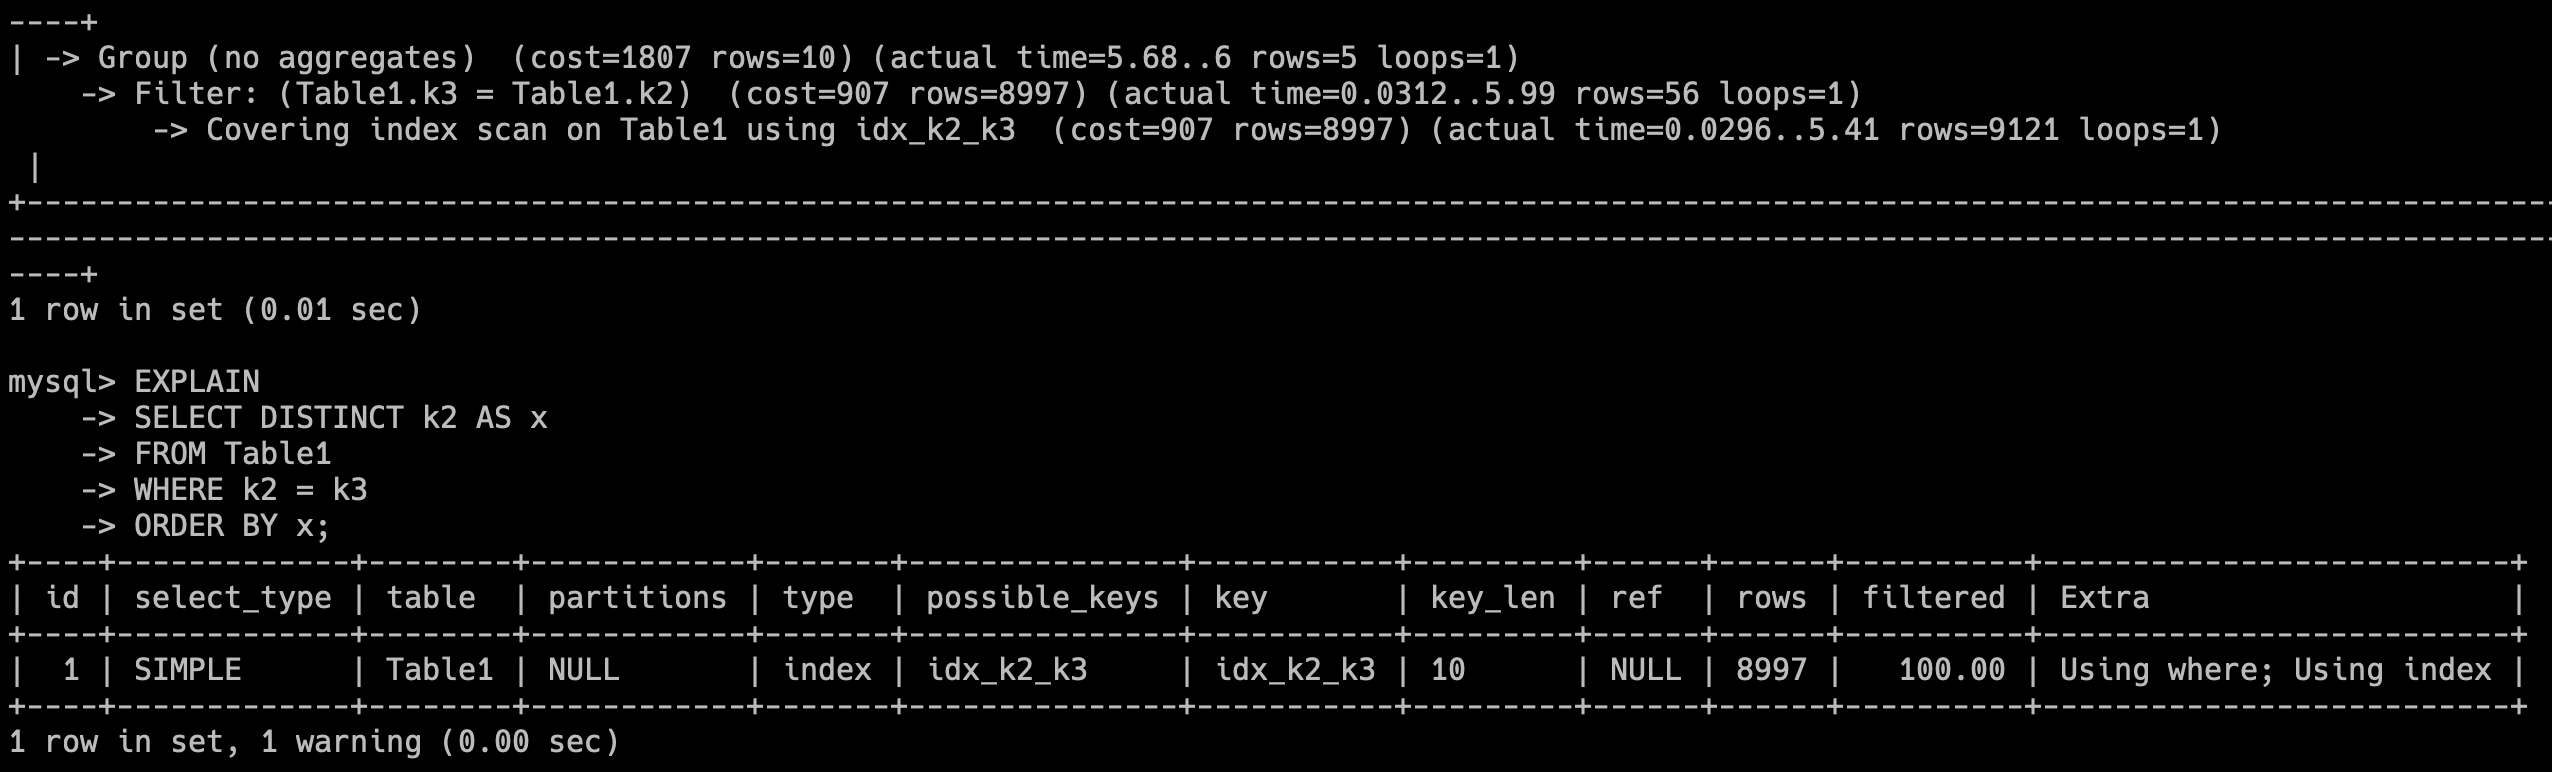 ----+
| -> Group (no aggregates)  (cost=1807 rows=10) (actual time=5.68..6 rows=5 loops=1)
    -> Filter: (Table1.k3 = Table1.k2)  (cost=907 rows=8997) (actual time=0.0312..5.99 rows=56 loops=1)
        -> Covering index scan on Table1 using idx_k2_k3  (cost=907 rows=8997) (actual time=0.0296..5.41 rows=9121 loops=1)
 |
+--------------------------------------------------------------------------------------------------------------------------------------------
---------------------------------------------------------------------------------------------------------------------------------------------
----+
1 row in set (0.01 sec)

mysql> EXPLAIN
    -> SELECT DISTINCT k2 AS x
    -> FROM Table1
    -> WHERE k2 = k3
    -> ORDER BY x;
+----+-------------+--------+------------+-------+---------------+-----------+---------+------+------+----------+--------------------------+
| id | select_type | table  | partitions | type  | possible_keys | key       | key_len | ref  | rows | filtered | Extra                    |
+----+-------------+--------+------------+-------+---------------+-----------+---------+------+------+----------+--------------------------+
|  1 | SIMPLE      | Table1 | NULL       | index | idx_k2_k3     | idx_k2_k3 | 10      | NULL | 8997 |   100.00 | Using where; Using index |
+----+-------------+--------+------------+-------+---------------+-----------+---------+------+------+----------+--------------------------+
1 row in set, 1 warning (0.00 sec)